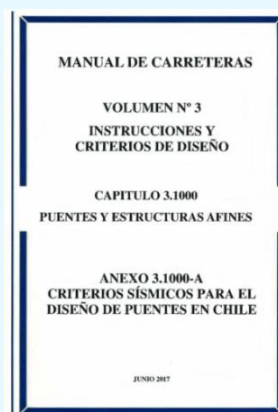 MANUAL DE CARRETERAS
VOLUMEN Nº 3
INSTRUCCIONES Y
CRITERIOS DE DISEÑO
CAPITULO 3.1000
PUENTES Y ESTRUCTURAS AFINES
ANEXO 3.1000-A
CRITERIOS SÍSMICOS PARA EL
DISEÑO DE PUENTES EN CHILE
JUNIO 2017